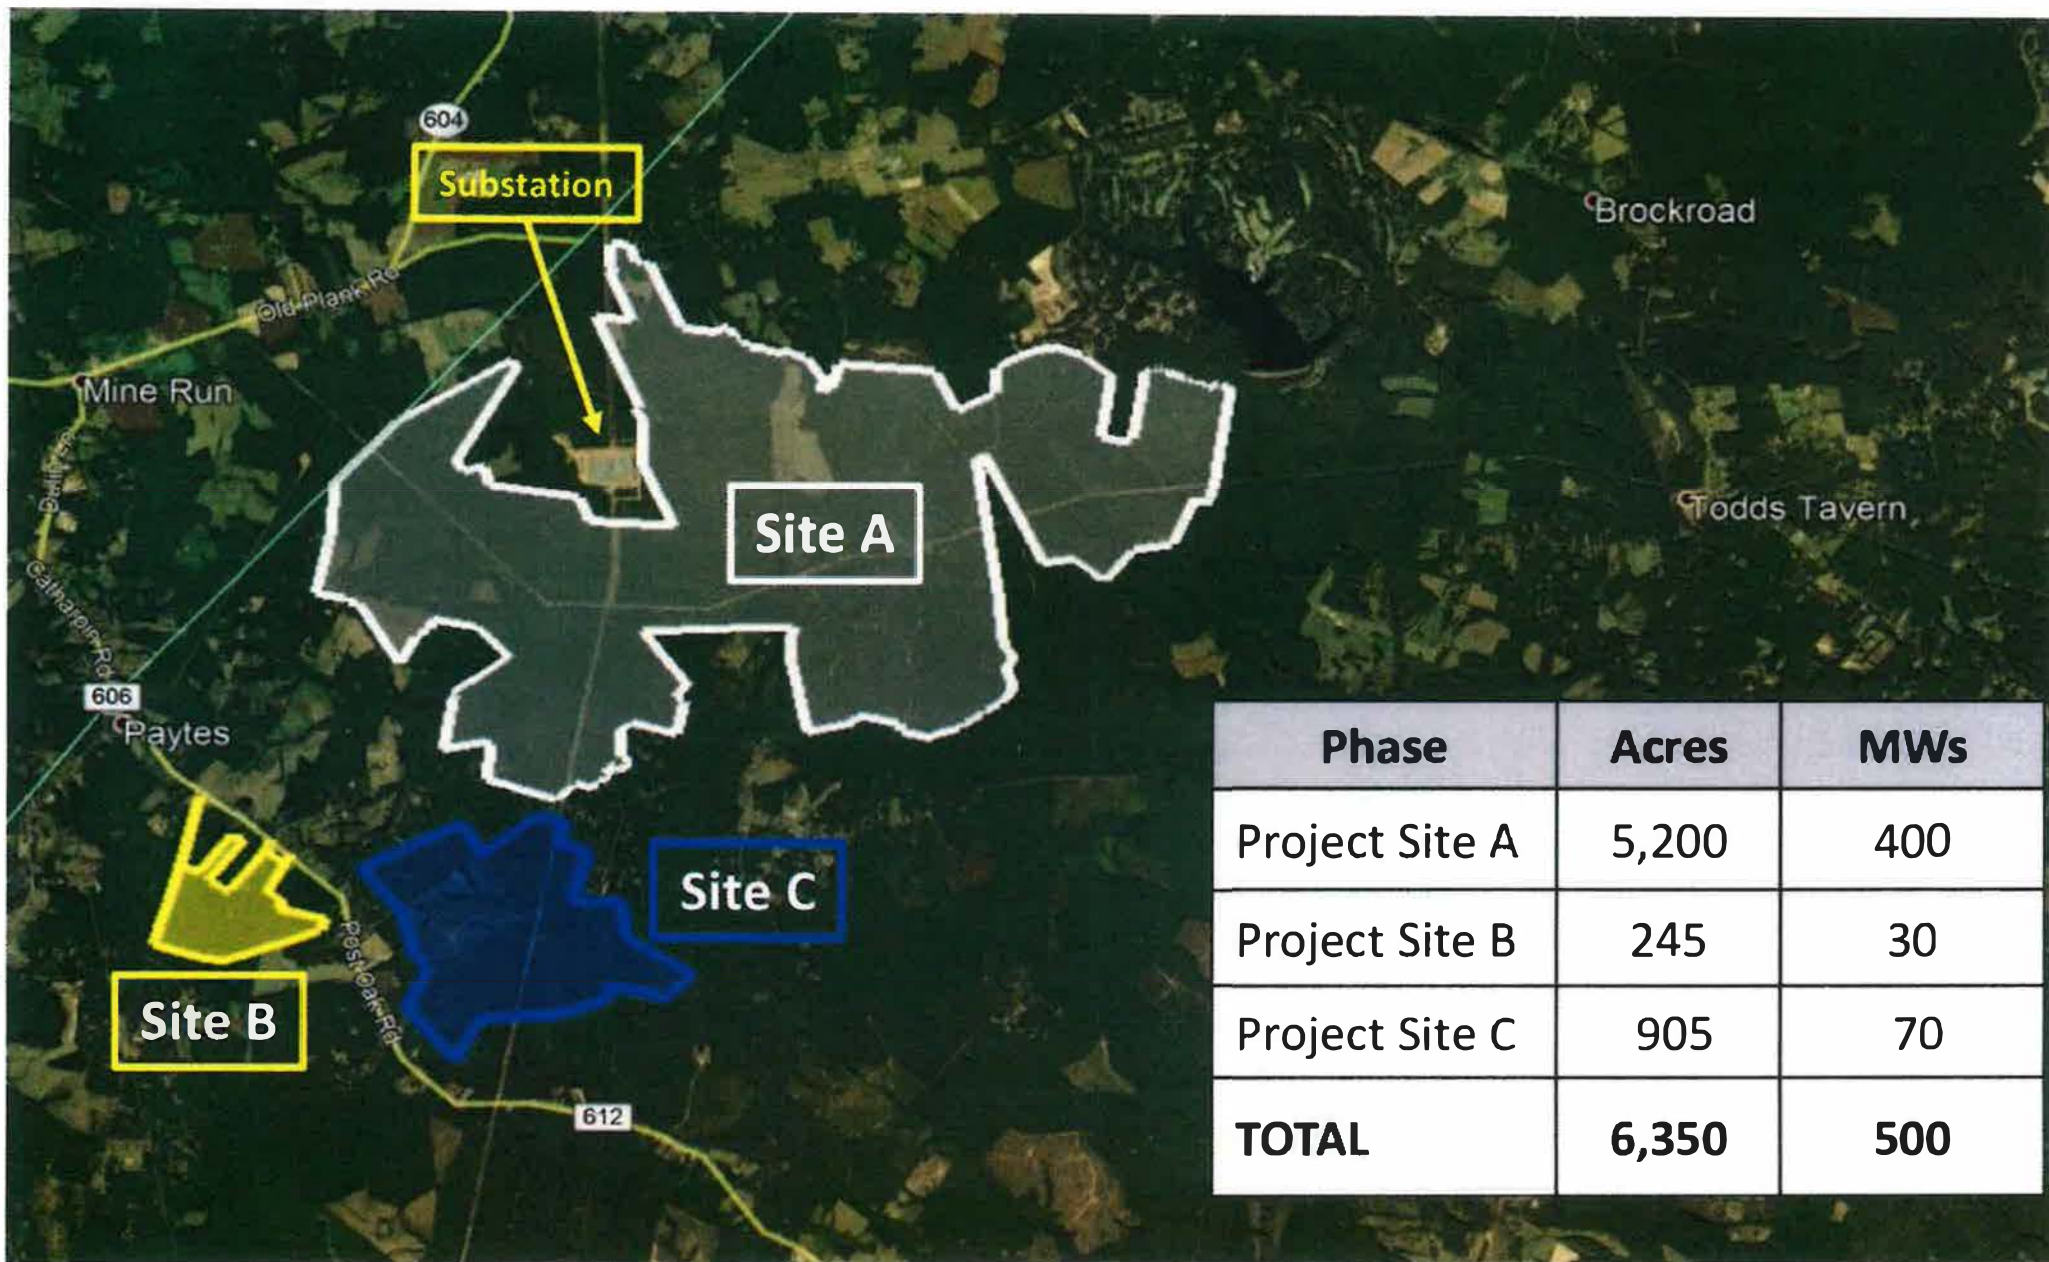 604
Substation
Brockroad
Old Plank Rd
Mine Run
Site A
Todds Tavern
Catharpin Rd
606
Paytes
Phase Acres MWs
Project Site A 5,200 400
Project Site B 245 30
Project Site C 905 70
TOTAL 6,350 500
Site C
Post Oak Rd
Site B
612